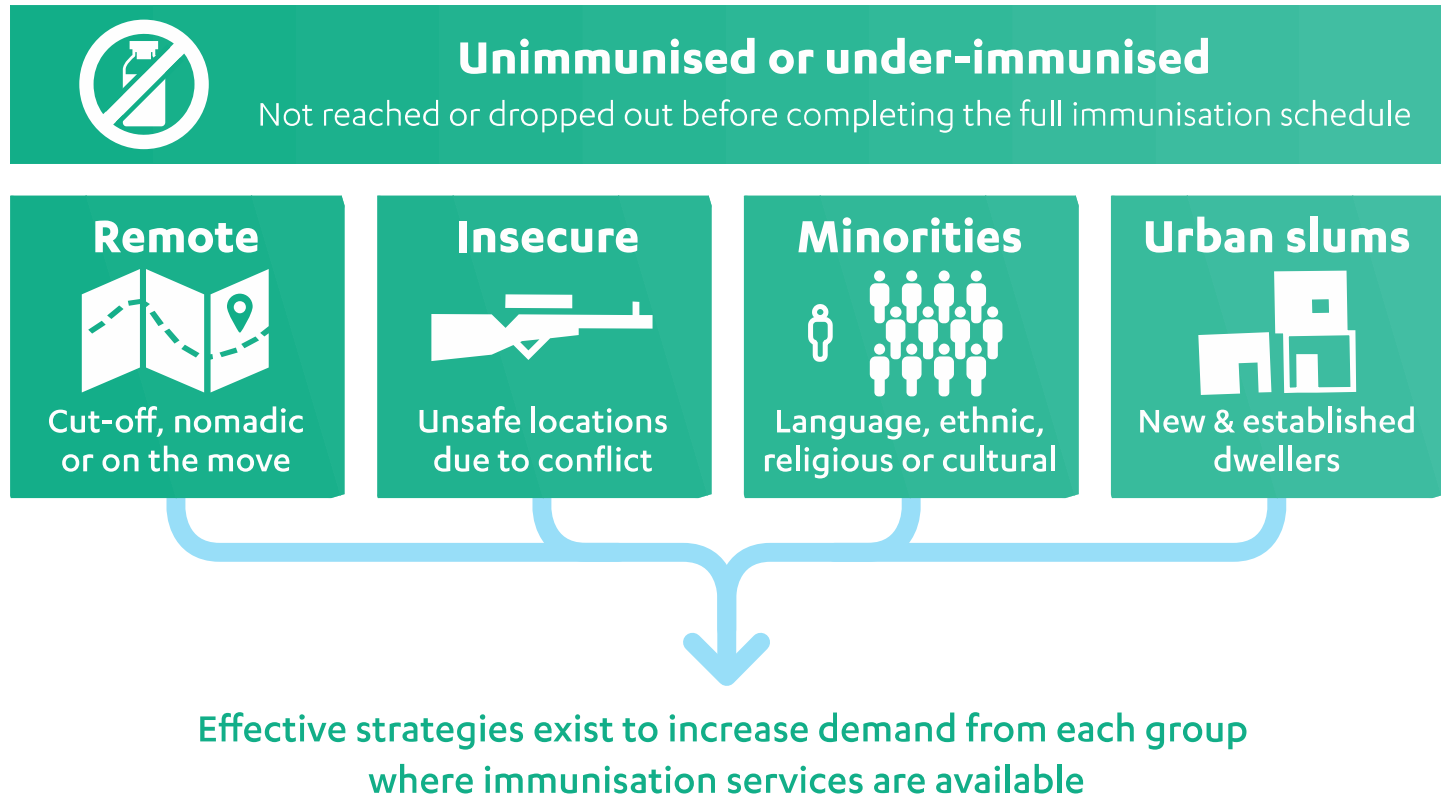 Unimmunised or under-immunised
Not reached or dropped out before completing the full immunisation schedule
Remote
Cut-off, nomadic
or on the move
Insecure
Unsafe locations
due to conflict
Minorities
Language, ethnic,
religious or cultural
Urban slums
New & established
dwellers
Effective strategies exist to increase demand from each group
where immunisation services are available